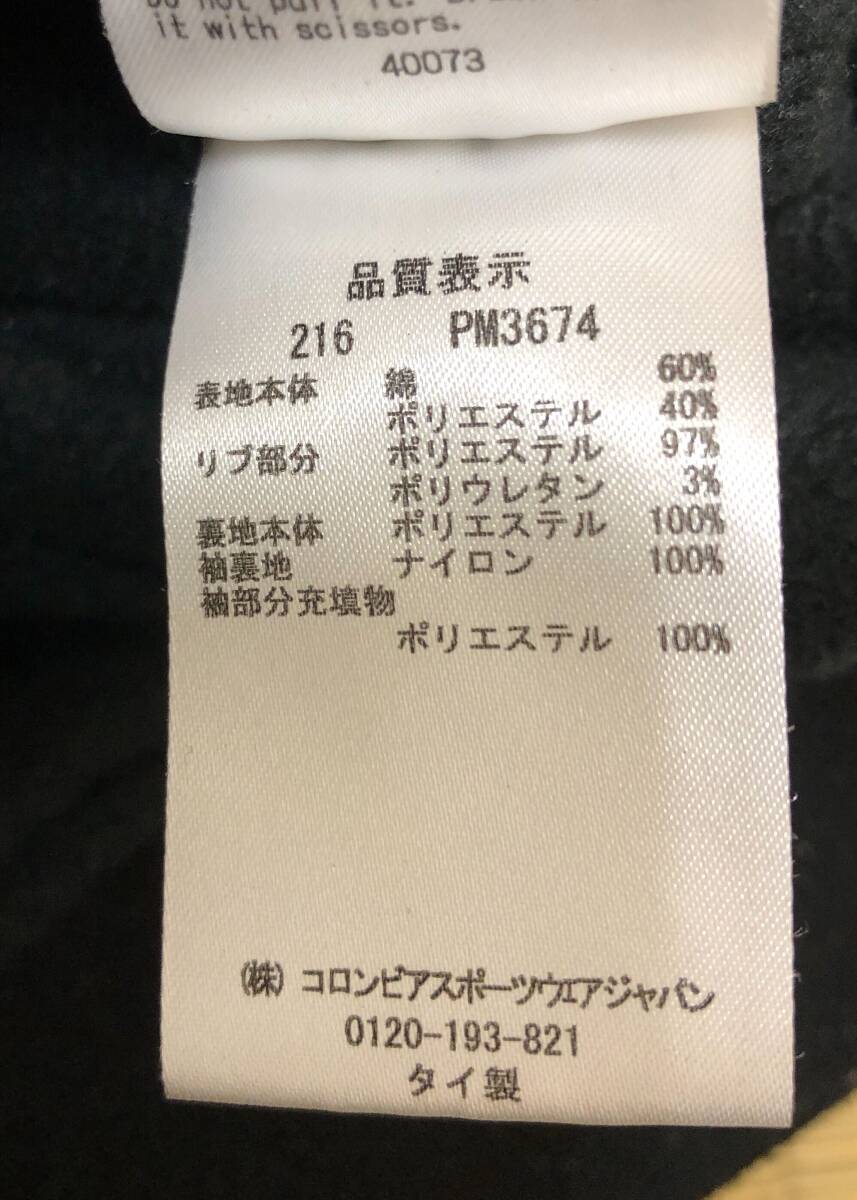 it with scissors.
40073
品質表示
216 PM3674
表地本体 綿 60%
ポリエステル 40%
リブ部分 ポリエステル 97%
ポリウレタン 3%
裏地本体 ポリエステル 100%
袖裏地 ナイロン 100%
袖部分充填物
ポリエステル 100%
(株) コロンビアスポーツウエアジャパン
0120-193-821
タイ製